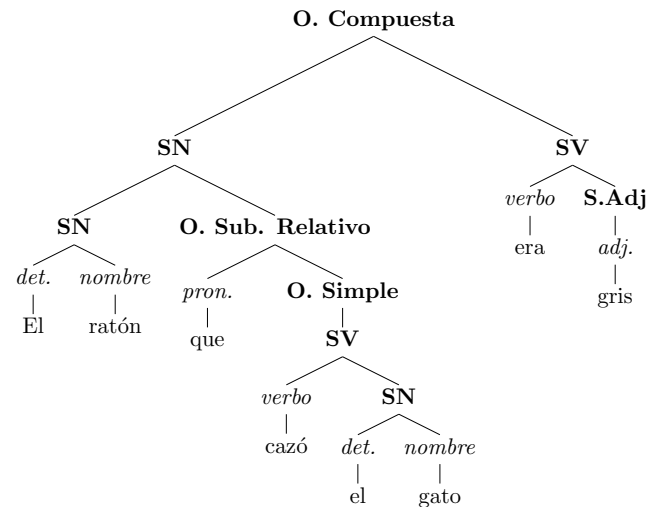 O. Compuesta
SN SV
verbo S.Adj
SN O. Sub. Relativo
era adj.
det. nombre pron. O. Simple
gris
El ratón que
SV
verbo SN
cazó det. nombre
el gato